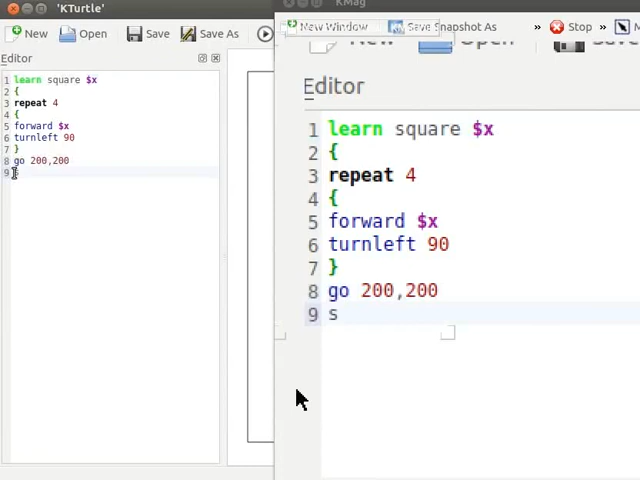 'KTurtle'
New Open Save Save As
Editor
1 learn square $x
2 {
3 repeat 4
4 {
5 forward $x
6 turnleft 90
7 }
8 go 200,200
9
KMag
New Window Save Snapshot As » Stop » M
New Open Save
Editor
1 learn square $x
2 {
3 repeat 4
4 {
5 forward $x
6 turnleft 90
7 }
8 go 200,200
9 s